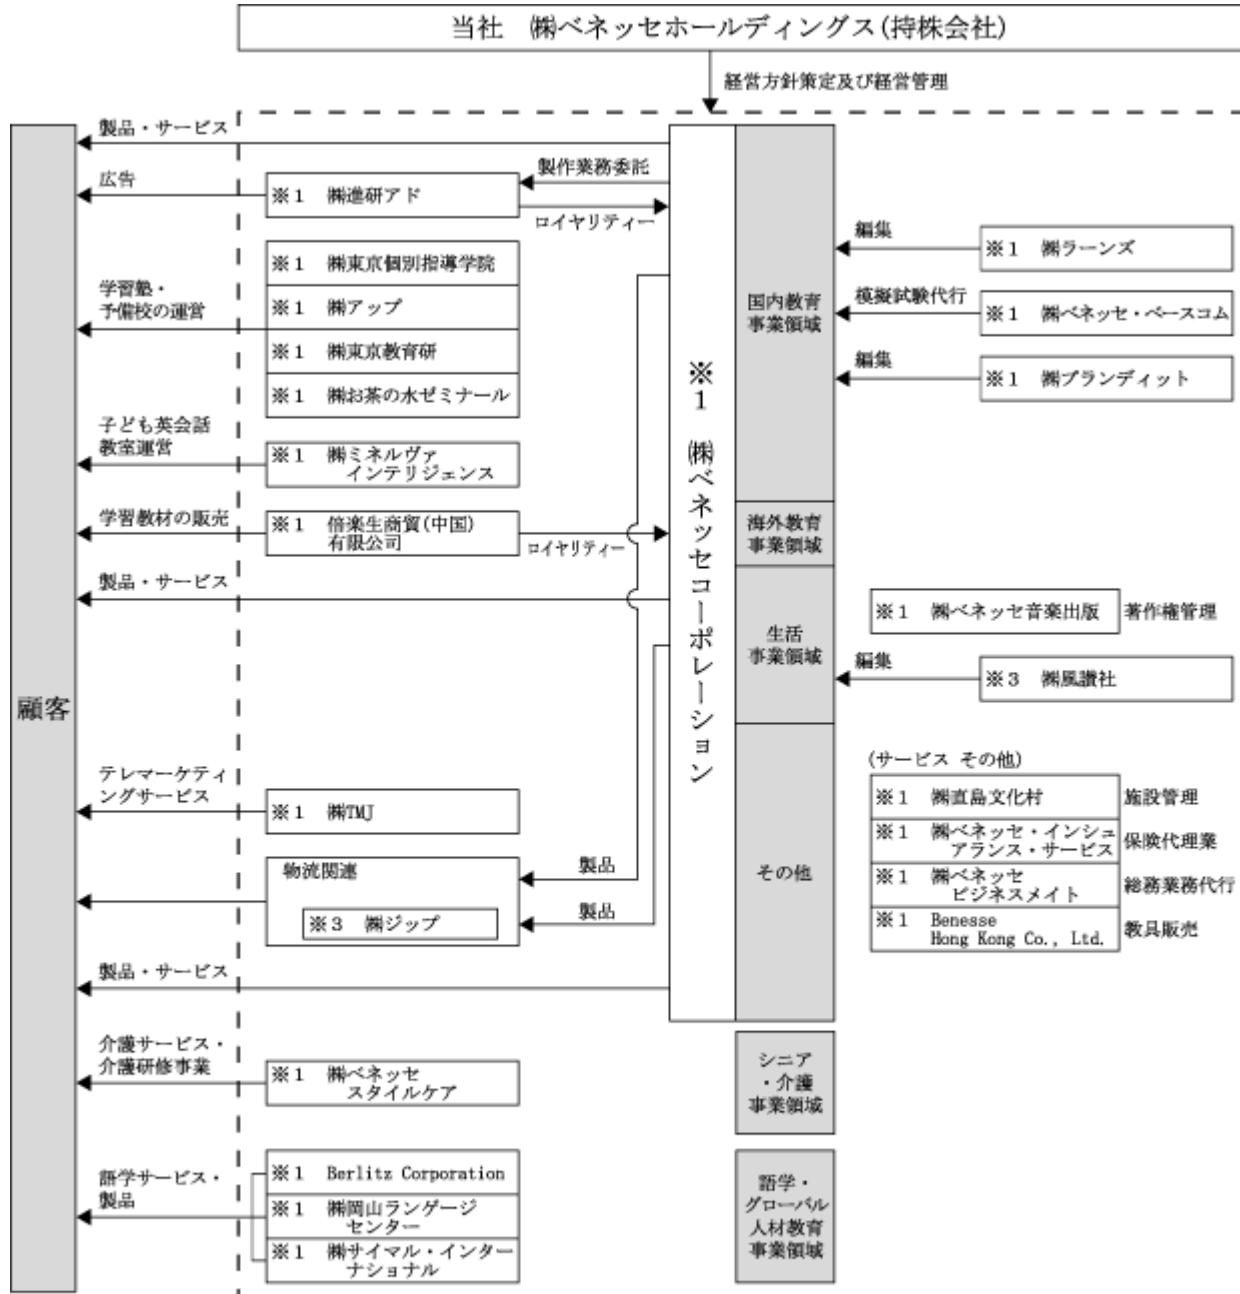 当社　㈱ベネッセホールディングス(持株会社)
経営方針策定及び経営管理
顧客
製品・サービス
広告
※１　㈱進研アド
製作業務委託
ロイヤリティー
学習塾・
予備校の運営
※１　㈱東京個別指導学院
※１　㈱アップ
※１　㈱東京教育研
※１　㈱お茶の水ゼミナール
子ども英会話
教室運営
※１　㈱ミネルヴァ
インテリジェンス
学習教材の販売
※１　倍楽生商貿(中国)
有限公司
ロイヤリティー
製品・サービス
テレマーケティ
ングサービス
※１　㈱TMJ
物流関連
※３　㈱ジップ
製品
製品
製品・サービス
介護サービス・
介護研修事業
※１　㈱ベネッセ
スタイルケア
語学サービス・
製品
※１　Berlitz Corporation
※１　㈱岡山ランゲージ
センター
※１　㈱サイマル・インター
ナショナル
※１　㈱ベネッセコーポレーション
国内教育
事業領域
海外教育
事業領域
生活
事業領域
その他
シニア
・介護
事業領域
語学・
グローバル
人材教育
事業領域
編集
※１　㈱ラーンズ
模擬試験代行
※１　㈱ベネッセ・ベースコム
編集
※１　㈱プランディット
※１　㈱ベネッセ音楽出版　著作権管理
編集
※３　㈱風讃社
(サービス その他)
※１　㈱直島文化村　施設管理
※１　㈱ベネッセ・インシュ
アランス・サービス　保険代理業
※１　㈱ベネッセ
ビジネスメイト　総務業務代行
※１　Benesse
Hong Kong Co., Ltd.　教具販売